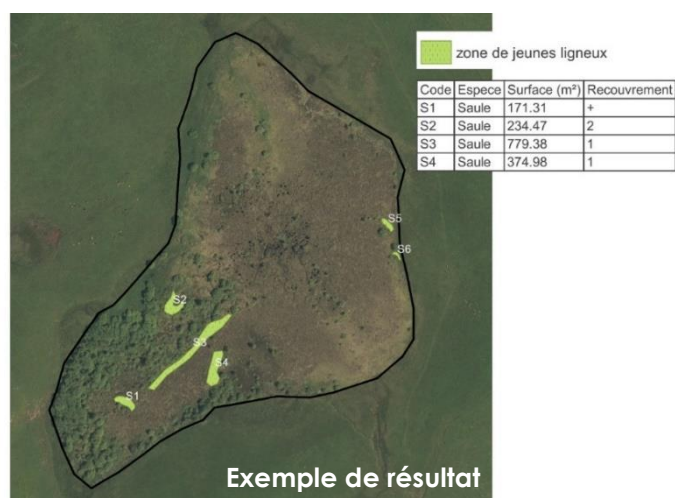 zone de jeunes ligneux
Code Espece Surface (m²) Recouvrement
S1 Saule 171.31 +
S2 Saule 234.47 2
S3 Saule 779.38 1
S4 Saule 374.98 1
S5
S6
S2
S3
S4
S1
Exemple de résultat